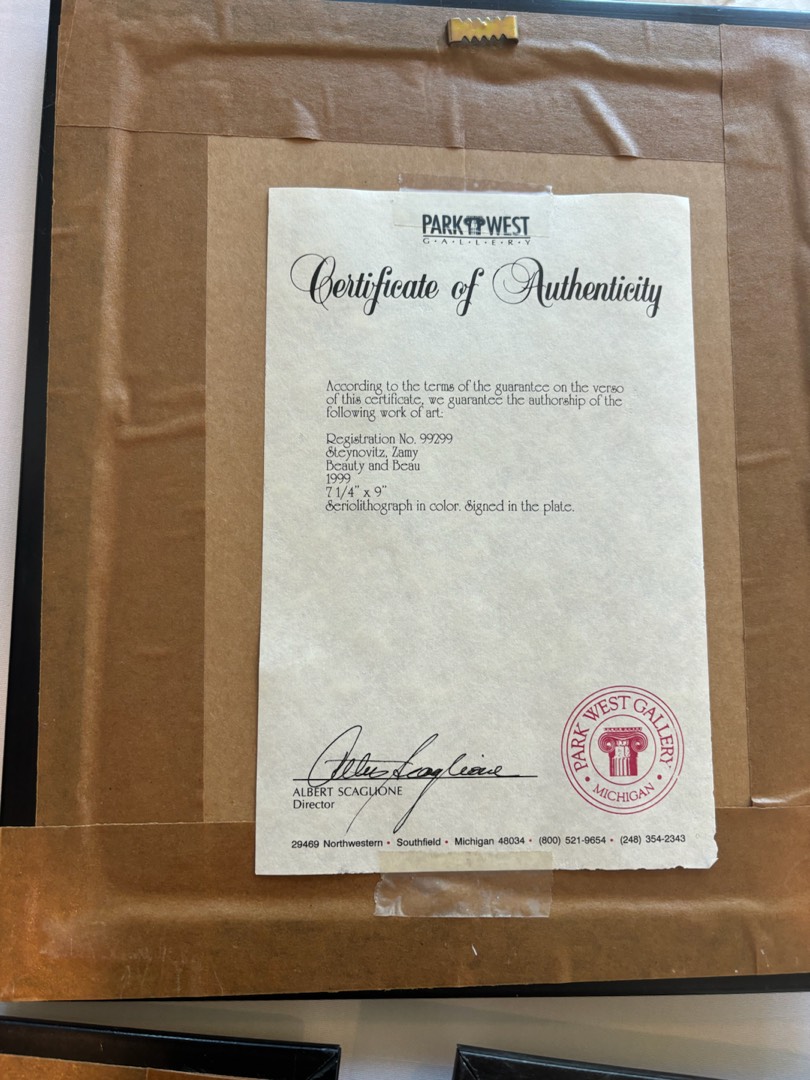 PARK WEST
G·A·L·L·E·R·Y
Certificate of Authenticity
According to the terms of the guarantee on the verso
of this certificate, we guarantee the authorship of the
following work of art:
Registration No. 99299
Steynovitz, Zamy
Beauty and Beau
1999
7 1/4" x 9"
Seriolithograph in color. Signed in the plate.
Albert Scaglione
ALBERT SCAGLIONE
Director
PARK WEST GALLERY
• MICHIGAN •
29469 Northwestern • Southfield • Michigan 48034 • (800) 521-9654 • (248) 354-2343